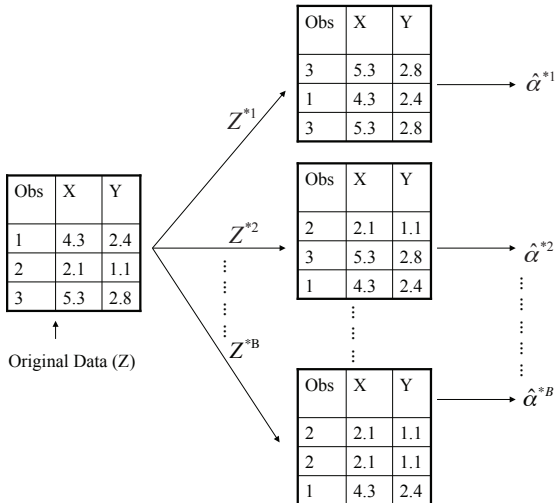 Obs X Y
3 5.3 2.8
1 4.3 2.4
3 5.3 2.8
Z*1
α̂*1
Obs X Y
1 4.3 2.4
2 2.1 1.1
3 5.3 2.8
Original Data (Z)
Z*2
Obs X Y
2 2.1 1.1
3 5.3 2.8
1 4.3 2.4
α̂*2
Z*B
Obs X Y
2 2.1 1.1
2 2.1 1.1
1 4.3 2.4
α̂*B